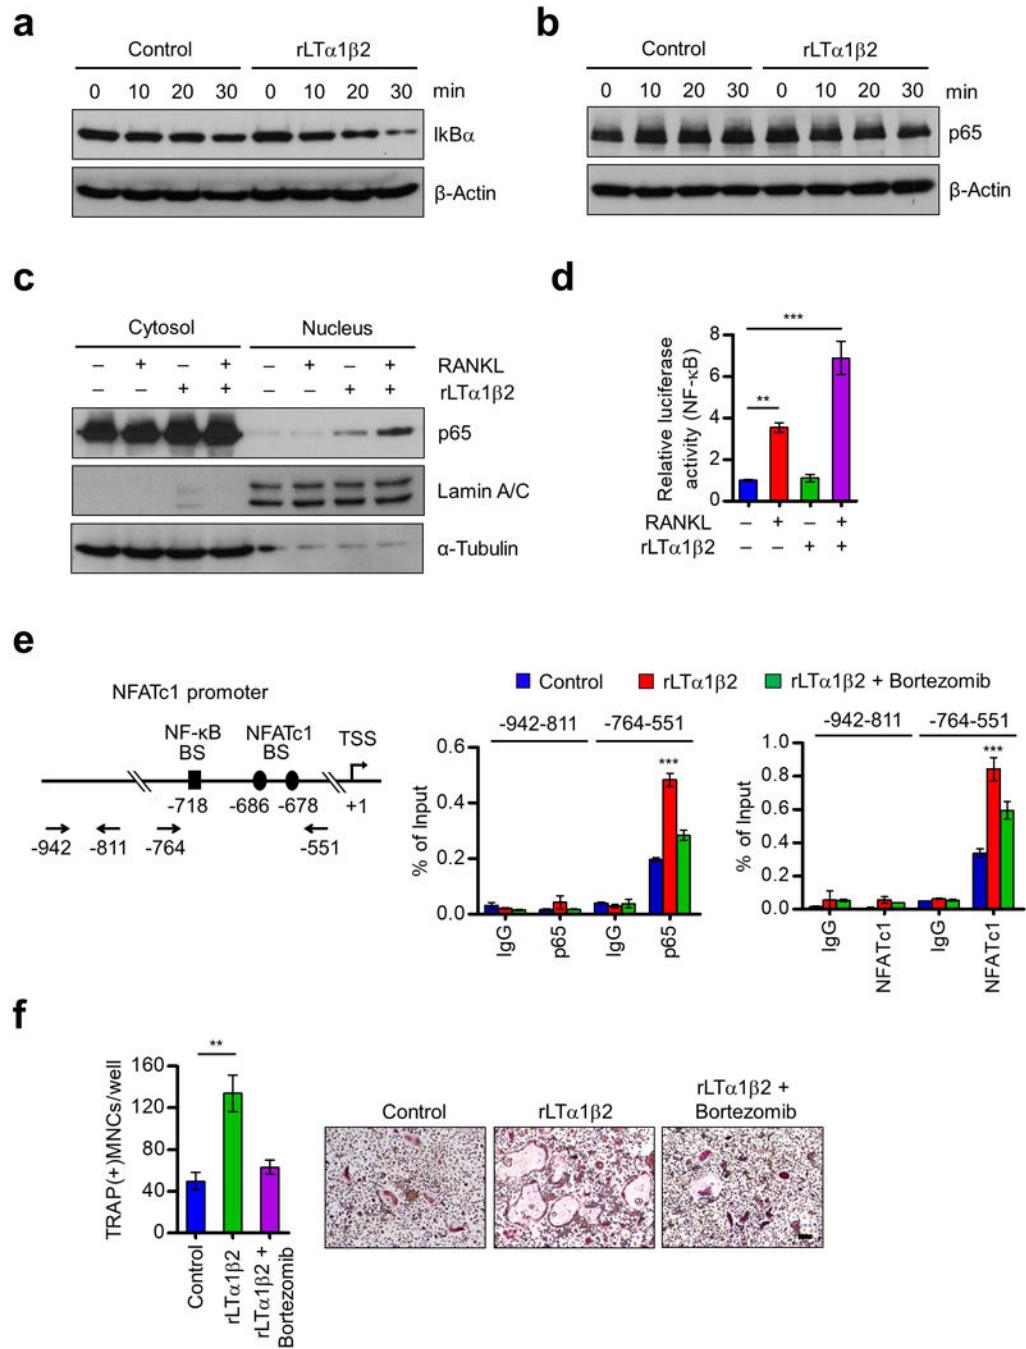 a
Control rLTα1β2
0 10 20 30 0 10 20 30 min
IkBα
β-Actin
b
Control rLTα1β2
0 10 20 30 0 10 20 30 min
p65
β-Actin
c
Cytosol Nucleus
– + – + RANKL
+ + + + rLTα1β2
– – – – – – – –
p65
Lamin A/C
α-Tubulin
d
Relative luciferase
activity (NF-κB)
8
6
4
2
0
***
**
RANKL – + – +
rLTα1β2 – – + +
e
NFATc1 promoter
NF-κB
BS
NFATc1
BS
TSS
-718 -686 -678 +1
-942 -811 -764 -551
Control rLTα1β2 rLTα1β2 + Bortezomib
-942-811 -764-551
% of Input
0.6
0.4
0.2
0.0
***
IgG p65 IgG p65
-942-811 -764-551
% of Input
1.0
0.8
0.6
0.4
0.2
0.0
***
IgG NFATc1 IgG NFATc1
f
TRAP(+)MNCs/well
160
120
80
40
0
**
Control
rLTα1β2
rLTα1β2 +
Bortezomib
Control
rLTα1β2
rLTα1β2 +
Bortezomib